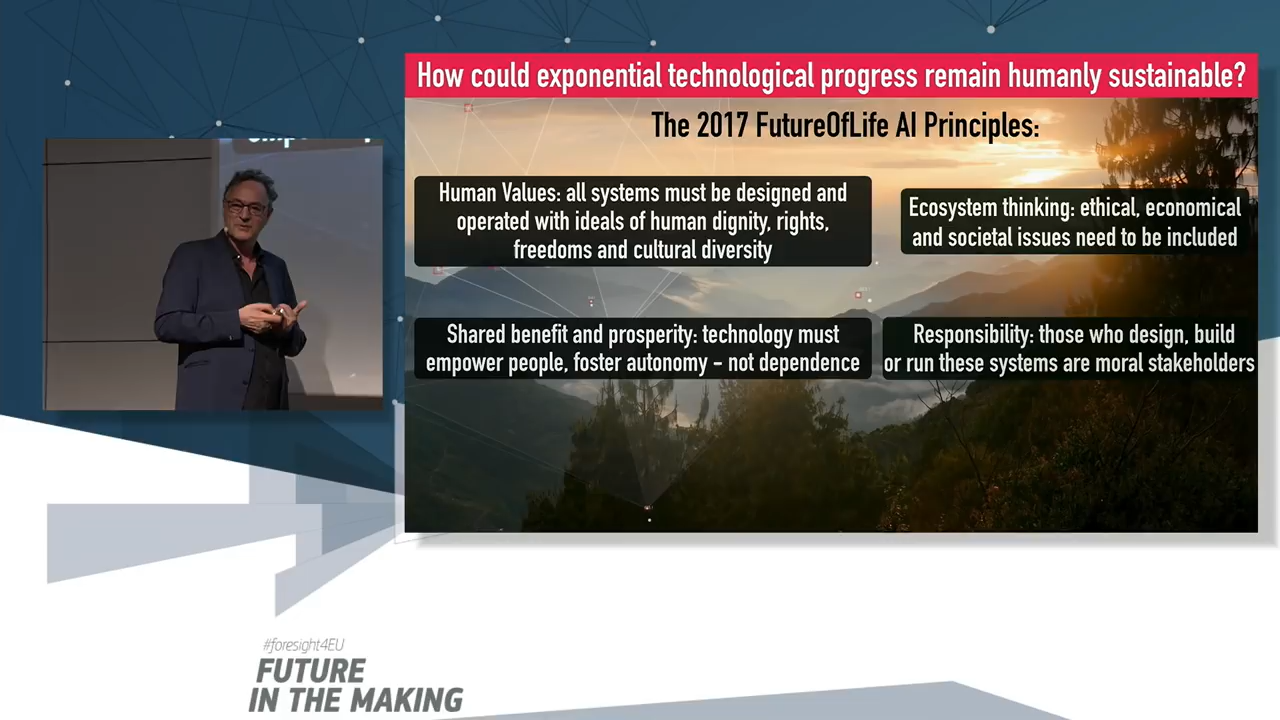 How could exponential technological progress remain humanly sustainable?
The 2017 FutureOfLife AI Principles:
Human Values: all systems must be designed and
operated with ideals of human dignity, rights,
freedoms and cultural diversity
Ecosystem thinking: ethical, economical
and societal issues need to be included
Shared benefit and prosperity: technology must
empower people, foster autonomy – not dependence
Responsibility: those who design, build
or run these systems are moral stakeholders
#foresight4EU
FUTURE
IN THE MAKING